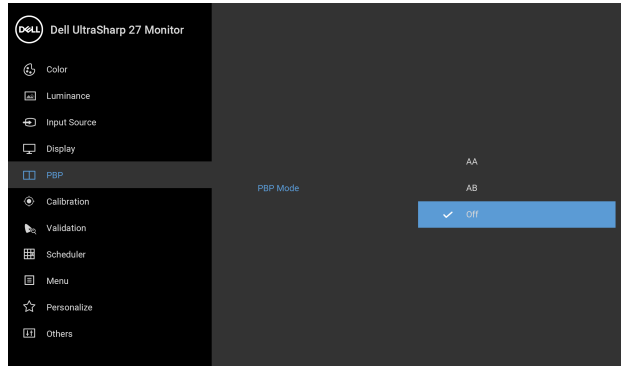 DELL Dell UltraSharp 27 Monitor
Color
Luminance
Input Source
Display
PBP
Calibration
Validation
Scheduler
Menu
Personalize
Others
PBP Mode
AA
AB
Off